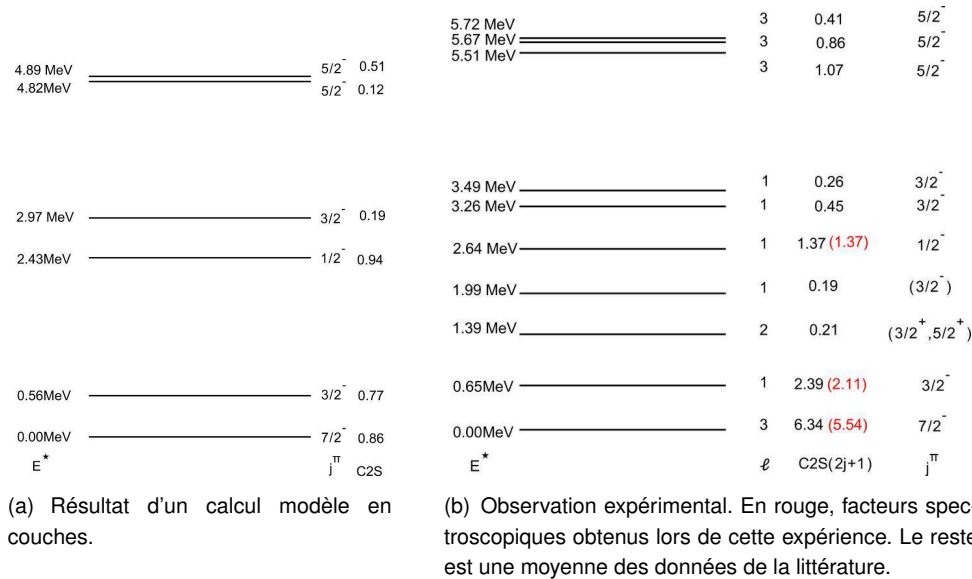 4.89 MeV 5/2⁻ 0.51
4.82MeV 5/2⁻ 0.12
2.97 MeV 3/2⁻ 0.19
2.43MeV 1/2⁻ 0.94
0.56MeV 3/2⁻ 0.77
0.00MeV 7/2⁻ 0.86
E* j^π C2S
(a) Résultat d'un calcul modèle en
couches.
5.72 MeV 3 0.41 5/2⁻
5.67 MeV 3 0.86 5/2⁻
5.51 MeV 3 1.07 5/2⁻
3.49 MeV 1 0.26 3/2⁻
3.26 MeV 1 0.45 3/2⁻
2.64 MeV 1 1.37 (1.37) 1/2⁻
1.99 MeV 1 0.19 (3/2⁻)
1.39 MeV 2 0.21 (3/2⁺,5/2⁺)
0.65MeV 1 2.39 (2.11) 3/2⁻
0.00MeV 3 6.34 (5.54) 7/2⁻
E* ℓ C2S(2j+1) j^π
(b) Observation expérimental. En rouge, facteurs spec-
troscopiques obtenus lors de cette expérience. Le reste
est une moyenne des données de la littérature.